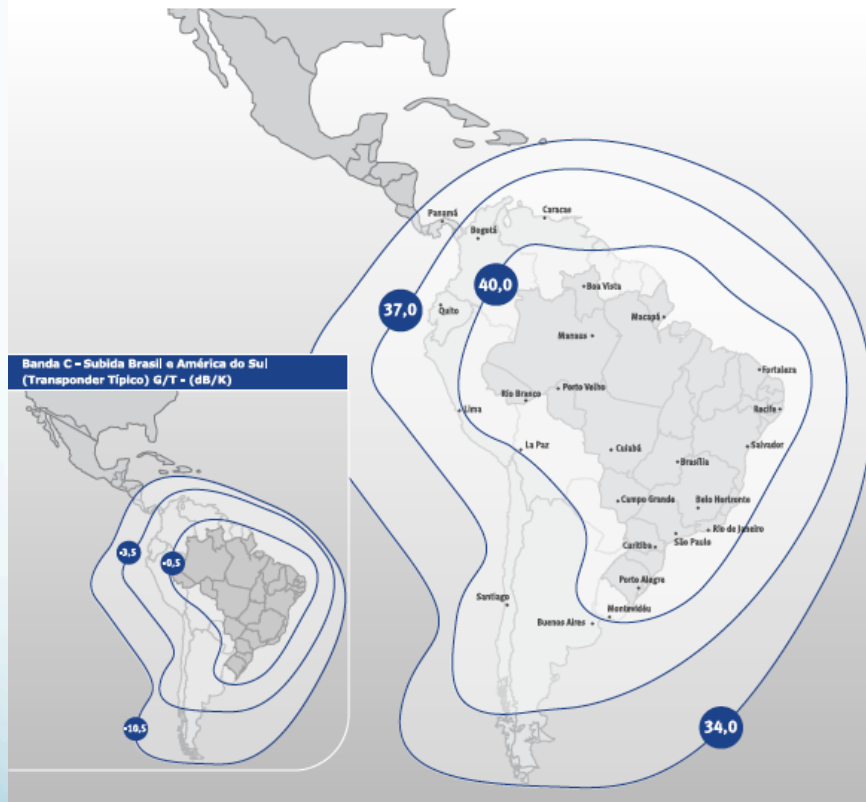 Panamá
Caracae
Bogotá
40,0
37,0
Boa Vista
Quito
Macapá
Manaus
Banda C – Subida Brasil e América do Sul
(Transponder Típico) G/T - (dB/K)
Fortaleza
Porto Velho
Rio Branco
Recife
Lima
La Paz
Cuiabá
Salvador
Brasília
Campo Grande
Belo Horizonte
Rio de Janeiro
São Paulo
Curitiba
-3,5
-0,5
Porto Alegre
Santiago
Montevidéu
Buenos Aires
-10,5
34,0